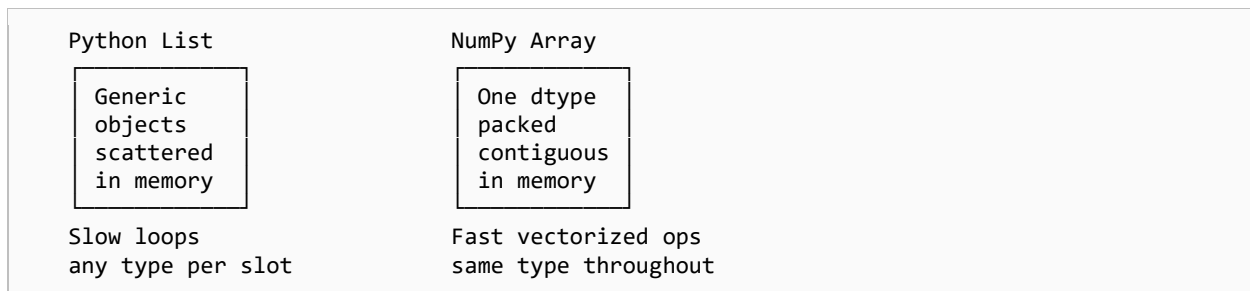 Python List NumPy Array
Generic One dtype
objects packed
scattered contiguous
in memory in memory
Slow loops Fast vectorized ops
any type per slot same type throughout